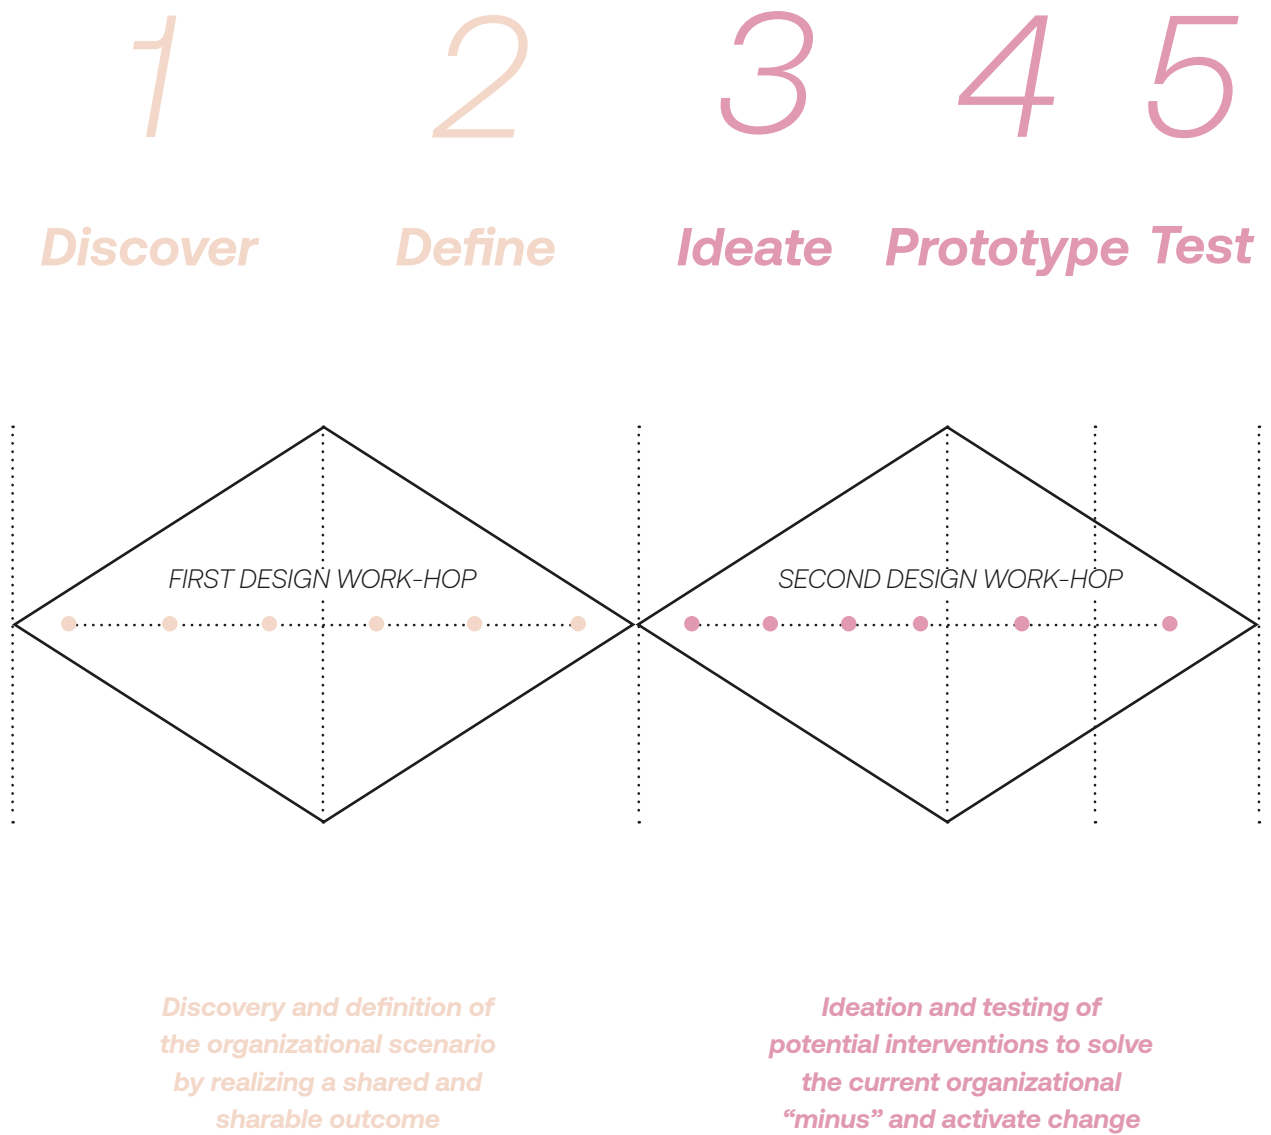 1 2 3 4 5
Discover Define Ideate Prototype Test
FIRST DESIGN WORK-HOP
SECOND DESIGN WORK-HOP
Discovery and definition of
the organizational scenario
by realizing a shared and
sharable outcome
Ideation and testing of
potential interventions to solve
the current organizational
“minus” and activate change